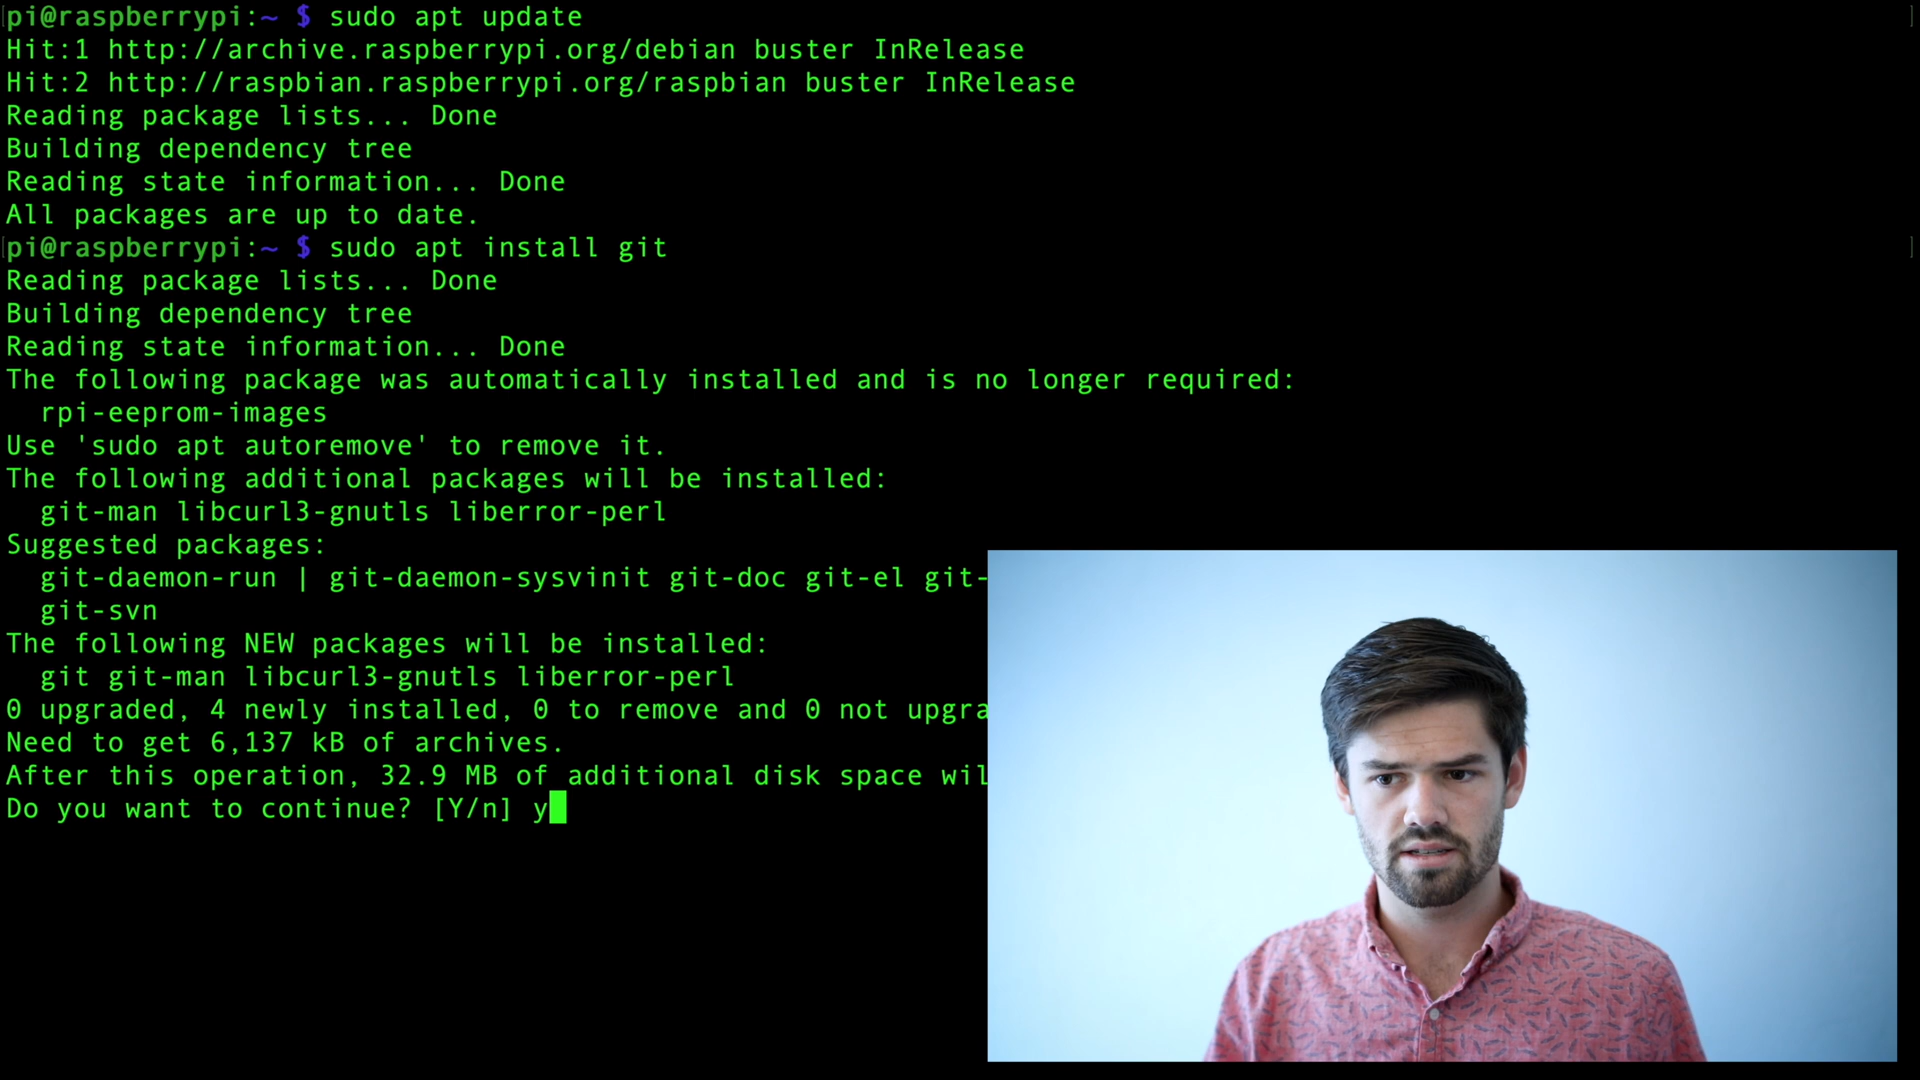 pi@raspberrypi:~ $ sudo apt update
Hit:1 http://archive.raspberrypi.org/debian buster InRelease
Hit:2 http://raspbian.raspberrypi.org/raspbian buster InRelease
Reading package lists... Done
Building dependency tree
Reading state information... Done
All packages are up to date.
pi@raspberrypi:~ $ sudo apt install git
Reading package lists... Done
Building dependency tree
Reading state information... Done
The following package was automatically installed and is no longer required:
  rpi-eeprom-images
Use 'sudo apt autoremove' to remove it.
The following additional packages will be installed:
  git-man libcurl3-gnutls liberror-perl
Suggested packages:
  git-daemon-run | git-daemon-sysvinit git-doc git-el git-
  git-svn
The following NEW packages will be installed:
  git git-man libcurl3-gnutls liberror-perl
0 upgraded, 4 newly installed, 0 to remove and 0 not upgra
Need to get 6,137 kB of archives.
After this operation, 32.9 MB of additional disk space wil
Do you want to continue? [Y/n] y